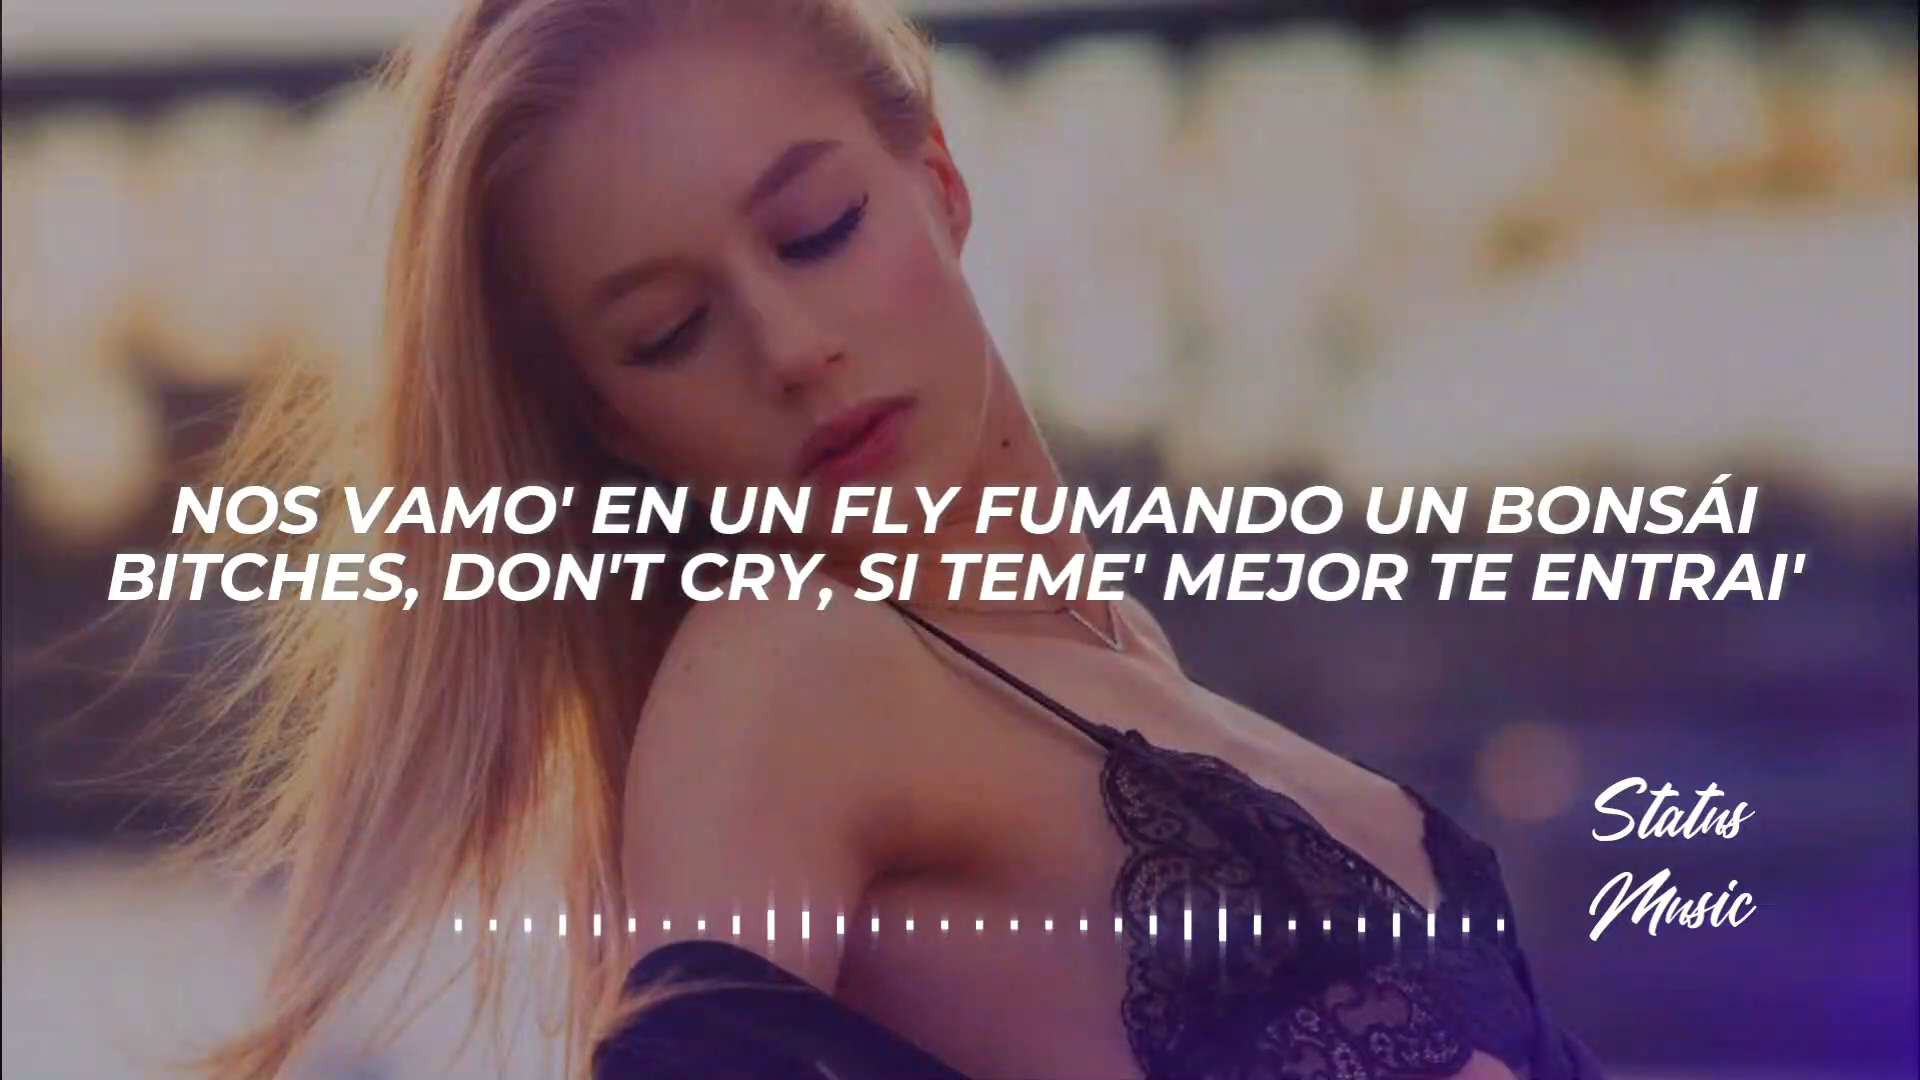 NOS VAMO' EN UN FLY FUMANDO UN BONSÁI
BITCHES, DON'T CRY, SI TEME' MEJOR TE ENTRAI'
Status
Music